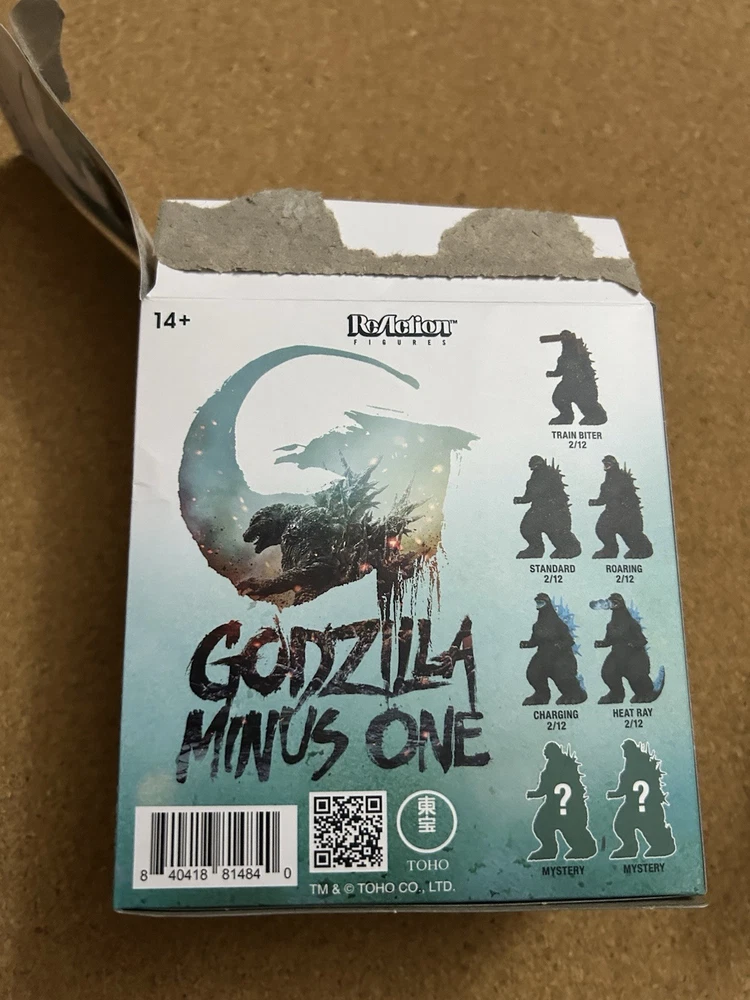 14+
ReAction™
FIGURES
TRAIN BITER
2/12
STANDARD
2/12
ROARING
2/12
GODZILLA
MINUS ONE
CHARGING
2/12
HEAT RAY
2/12
?
?
MYSTERY
MYSTERY
8 40418 81484 0
東宝
TOHO
TM & © TOHO CO., LTD.